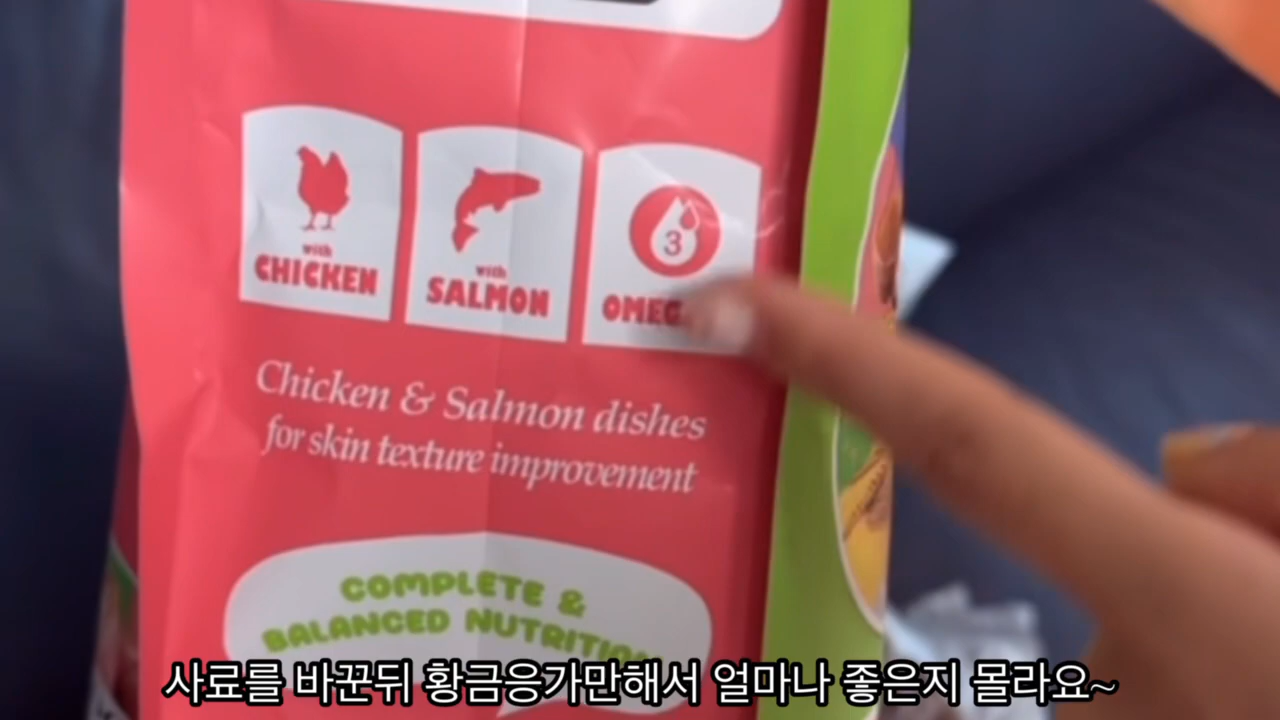 with
CHICKEN
with
SALMON
3
Chicken & Salmon dishes
for skin texture improvement
COMPLETE &
BALANCED NUTRITION
사료를 바꾼뒤 황금응가만해서 얼마나 좋은지 몰라요~